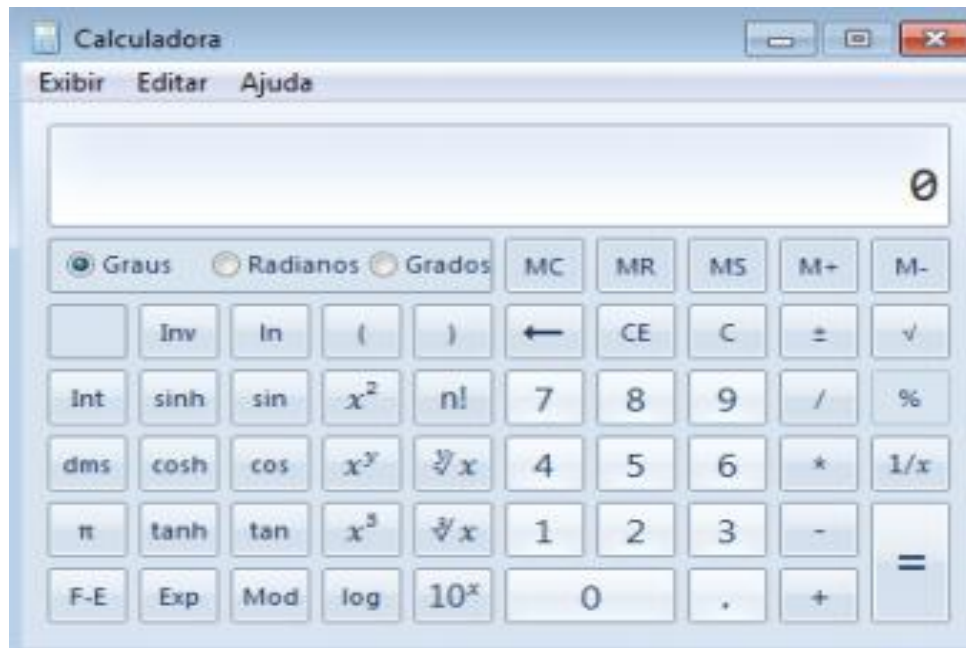 Calculadora
Exibir Editar Ajuda
0
Graus Radianos Grados MC MR MS M+ M-
Inv ln ( ) ← CE C ± √
Int sinh sin x² n! 7 8 9 / %
dms cosh cos xʸ ʸ√x 4 5 6 * 1/x
π tanh tan x³ ³√x 1 2 3 - =
F-E Exp Mod log 10ˣ 0 . +